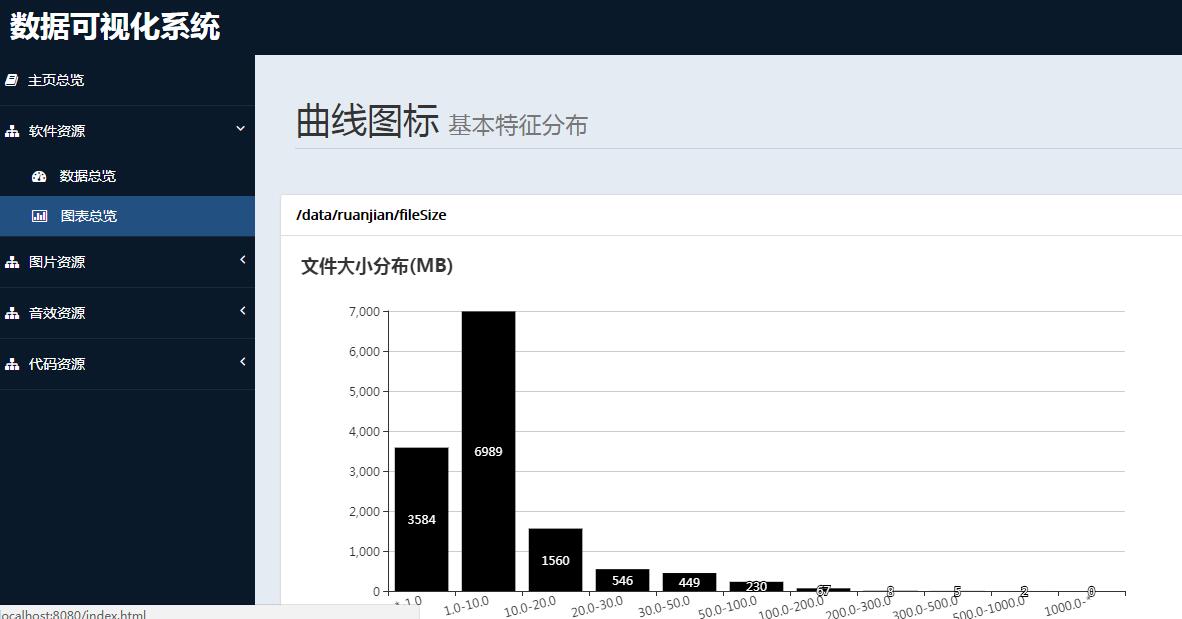 数据可视化系统
主页总览
软件资源
数据总览
图表总览
图片资源
音效资源
代码资源
曲线图标 基本特征分布
/data/ruanjian/fileSize
文件大小分布(MB)
7,000
6,000
5,000
4,000
3,000
2,000
1,000
0
3584
6989
1560
546
449
230
67
8
5
2
0
*-1.0
1.0-10.0
10.0-20.0
20.0-30.0
30.0-50.0
50.0-100.0
100.0-200.0
200.0-300.0
300.0-500.0
500.0-1000.0
1000.0-*
localhost:8080/index.html